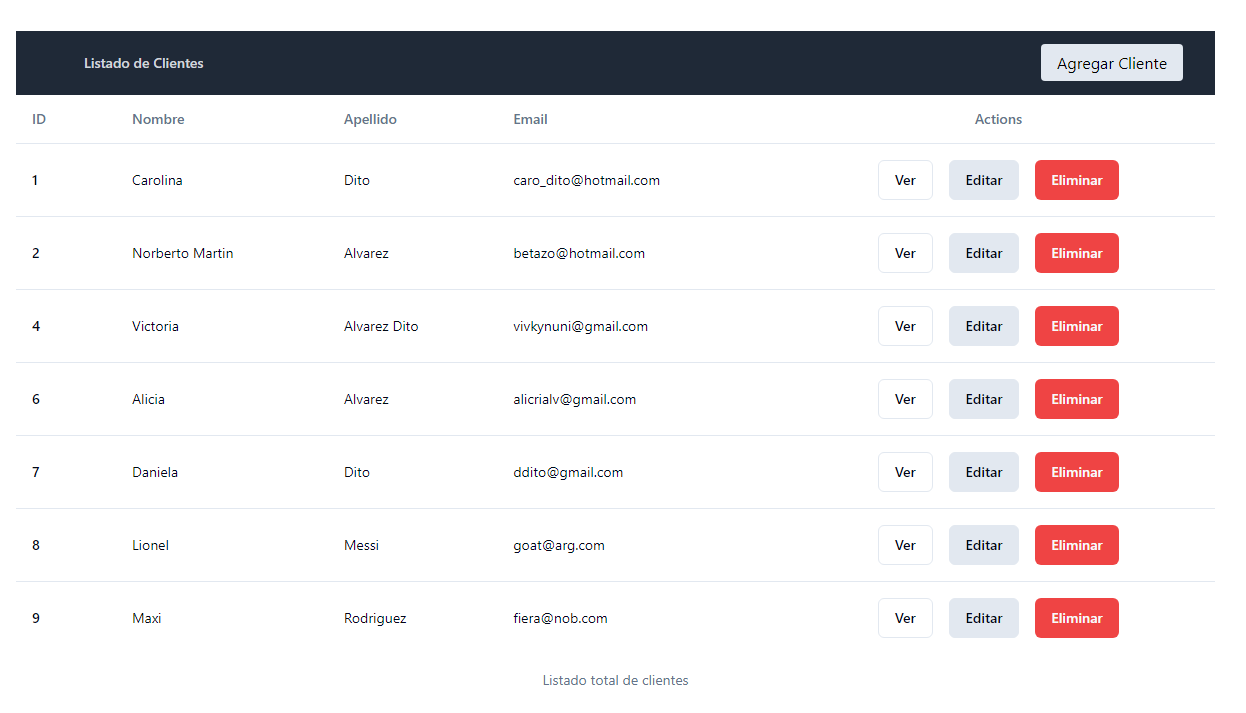 Listado de Clientes Agregar Cliente
ID Nombre Apellido Email Actions
1 Carolina Dito caro_dito@hotmail.com Ver Editar Eliminar
2 Norberto Martin Alvarez betazo@hotmail.com Ver Editar Eliminar
4 Victoria Alvarez Dito vivkynuni@gmail.com Ver Editar Eliminar
6 Alicia Alvarez alicrialv@gmail.com Ver Editar Eliminar
7 Daniela Dito ddito@gmail.com Ver Editar Eliminar
8 Lionel Messi goat@arg.com Ver Editar Eliminar
9 Maxi Rodriguez fiera@nob.com Ver Editar Eliminar
Listado total de clientes